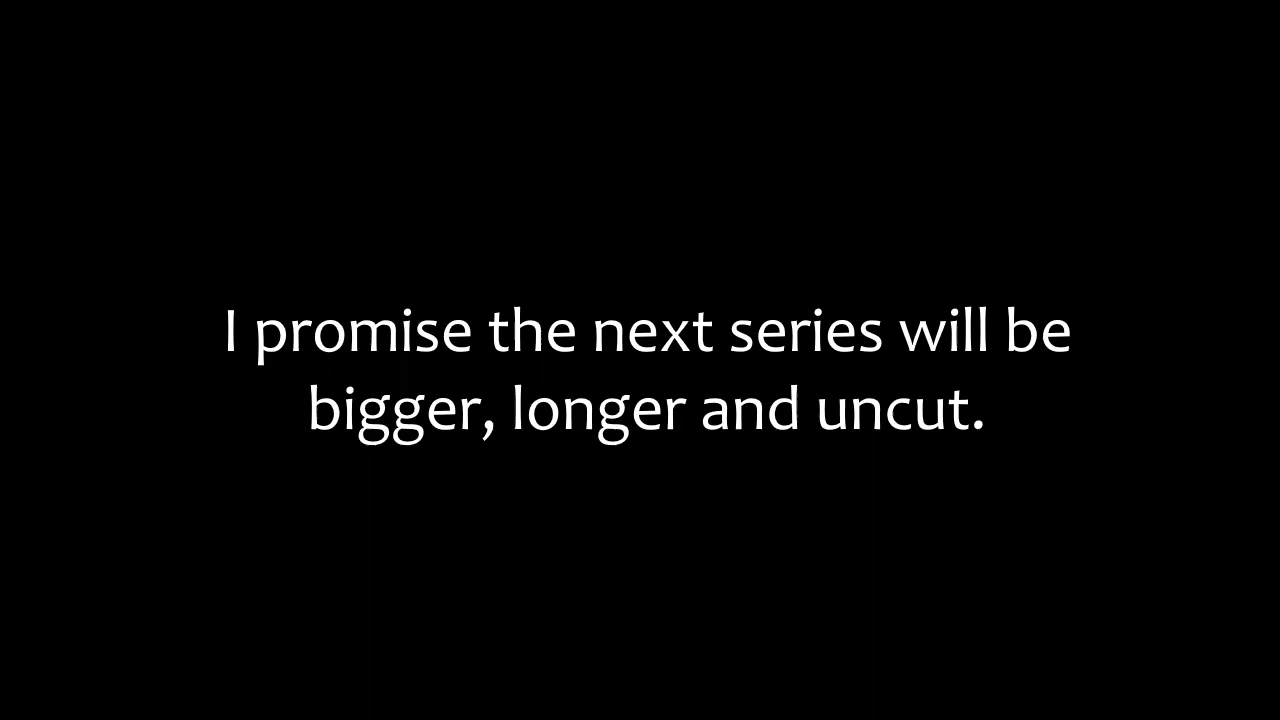 I promise the next series will be
bigger, longer and uncut.